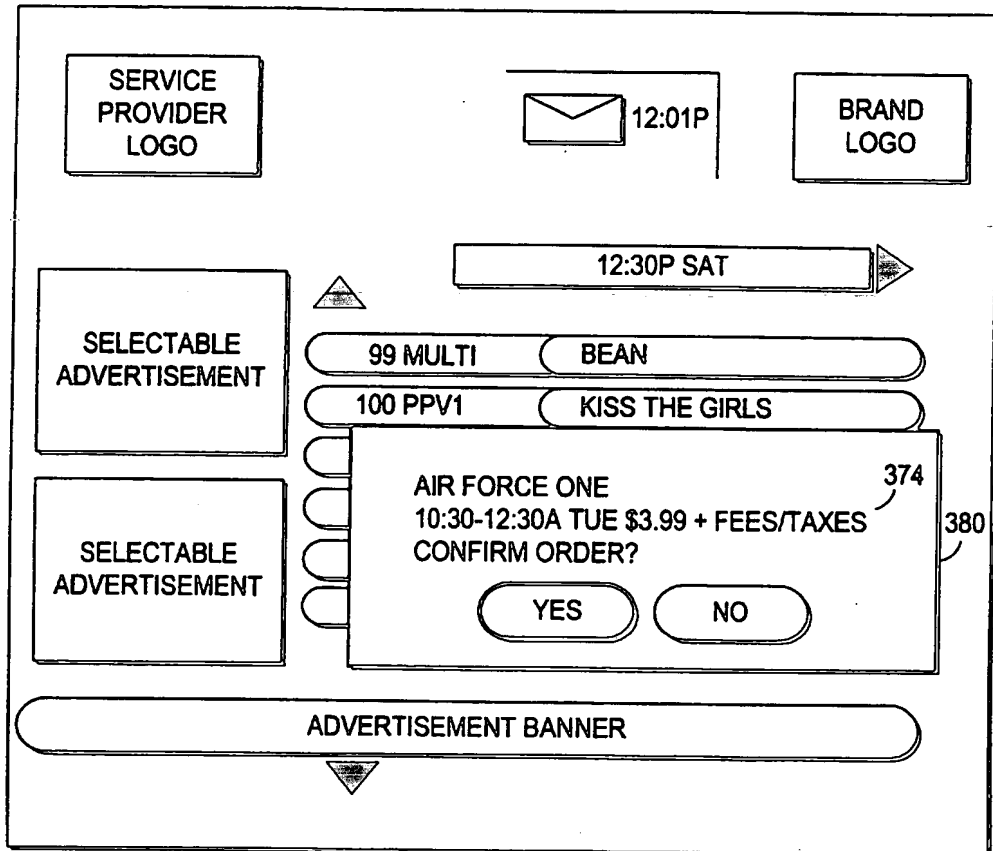 SERVICE
PROVIDER
LOGO
12:01P
BRAND
LOGO
12:30P SAT
SELECTABLE
ADVERTISEMENT
99 MULTI BEAN
100 PPV1 KISS THE GIRLS
AIR FORCE ONE
374
10:30-12:30A TUE $3.99 + FEES/TAXES
380
CONFIRM ORDER?
YES NO
SELECTABLE
ADVERTISEMENT
ADVERTISEMENT BANNER